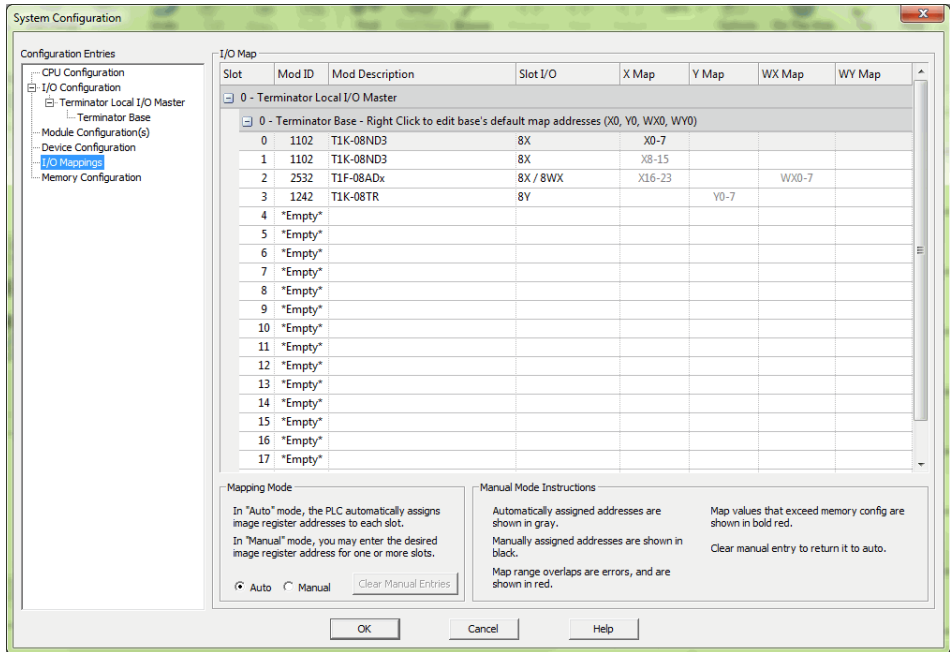 System Configuration
Configuration Entries
CPU Configuration
I/O Configuration
Terminator Local I/O Master
Terminator Base
Module Configuration(s)
Device Configuration
I/O Mappings
Memory Configuration
I/O Map
Slot Mod ID Mod Description Slot I/O X Map Y Map WX Map WY Map
0 - Terminator Local I/O Master
0 - Terminator Base - Right Click to edit base's default map addresses (X0, Y0, WX0, WY0)
0 1102 T1K-08ND3 8X X0-7
1 1102 T1K-08ND3 8X X8-15
2 2532 T1F-08ADx 8X / 8WX X16-23 WX0-7
3 1242 T1K-08TR 8Y Y0-7
4 *Empty*
5 *Empty*
6 *Empty*
7 *Empty*
8 *Empty*
9 *Empty*
10 *Empty*
11 *Empty*
12 *Empty*
13 *Empty*
14 *Empty*
15 *Empty*
16 *Empty*
17 *Empty*
Mapping Mode
In "Auto" mode, the PLC automatically assigns
image register addresses to each slot.
In "Manual" mode, you may enter the desired
image register address for one or more slots.
Auto Manual Clear Manual Entries
Manual Mode Instructions
Automatically assigned addresses are
shown in gray.
Manually assigned addresses are shown in
black.
Map range overlaps are errors, and are
shown in red.
Map values that exceed memory config are
shown in bold red.
Clear manual entry to return it to auto.
OK Cancel Help